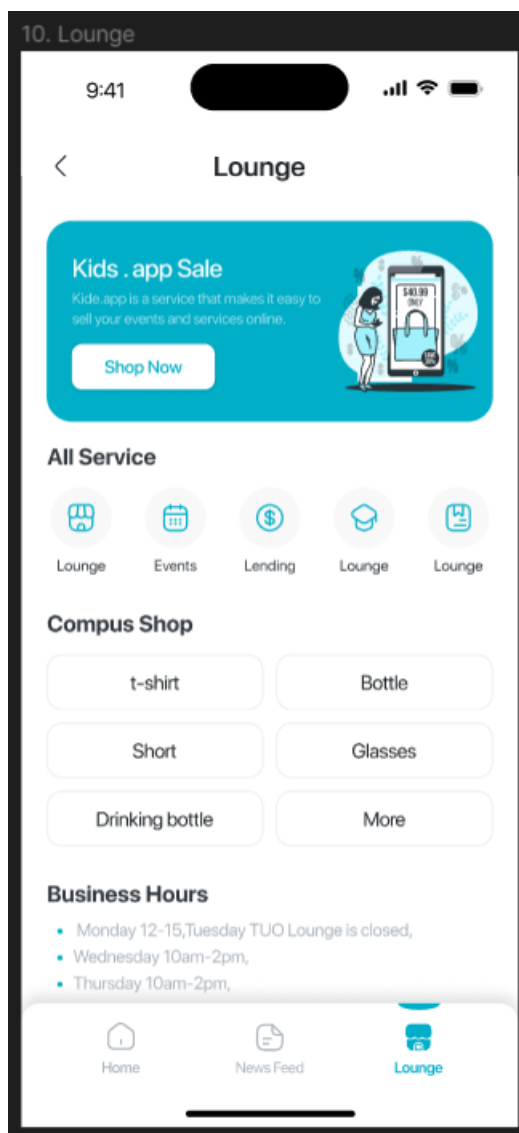 10. Lounge
9:41
Lounge
Kids . app Sale
Kide.app is a service that makes it easy to
sell your events and services online.
Shop Now
$40.99
ONLY
SAVE
All Service
Lounge
Events
Lending
Lounge
Lounge
Compus Shop
t-shirt
Bottle
Short
Glasses
Drinking bottle
More
Business Hours
Monday 12-15,Tuesday TUO Lounge is closed,
Wednesday 10am-2pm,
Thursday 10am-2pm,
Home
News Feed
Lounge